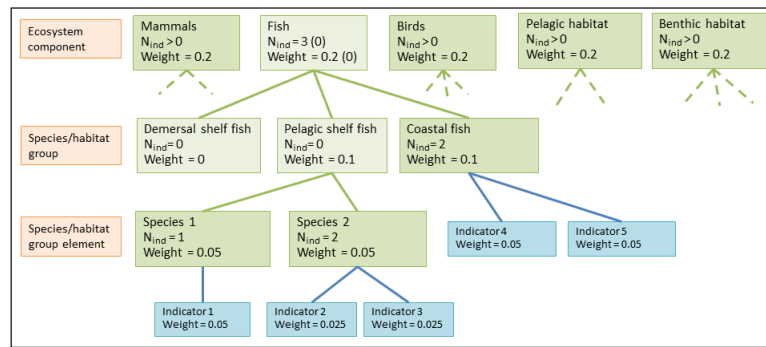 Ecosystem
component
Mammals
Nind > 0
Weight = 0.2
Fish
Nind = 3 (0)
Weight = 0.2 (0)
Birds
Nind > 0
Weight = 0.2
Pelagic habitat
Nind > 0
Weight = 0.2
Benthic habitat
Nind > 0
Weight = 0.2
Species/habitat
group
Demersal shelf fish
Nind = 0
Weight = 0
Pelagic shelf fish
Nind = 0
Weight = 0.1
Coastal fish
Nind = 2
Weight = 0.1
Species/habitat
group element
Species 1
Nind = 1
Weight = 0.05
Species 2
Nind = 2
Weight = 0.05
Indicator 4
Weight = 0.05
Indicator 5
Weight = 0.05
Indicator 1
Weight = 0.05
Indicator 2
Weight = 0.025
Indicator 3
Weight = 0.025